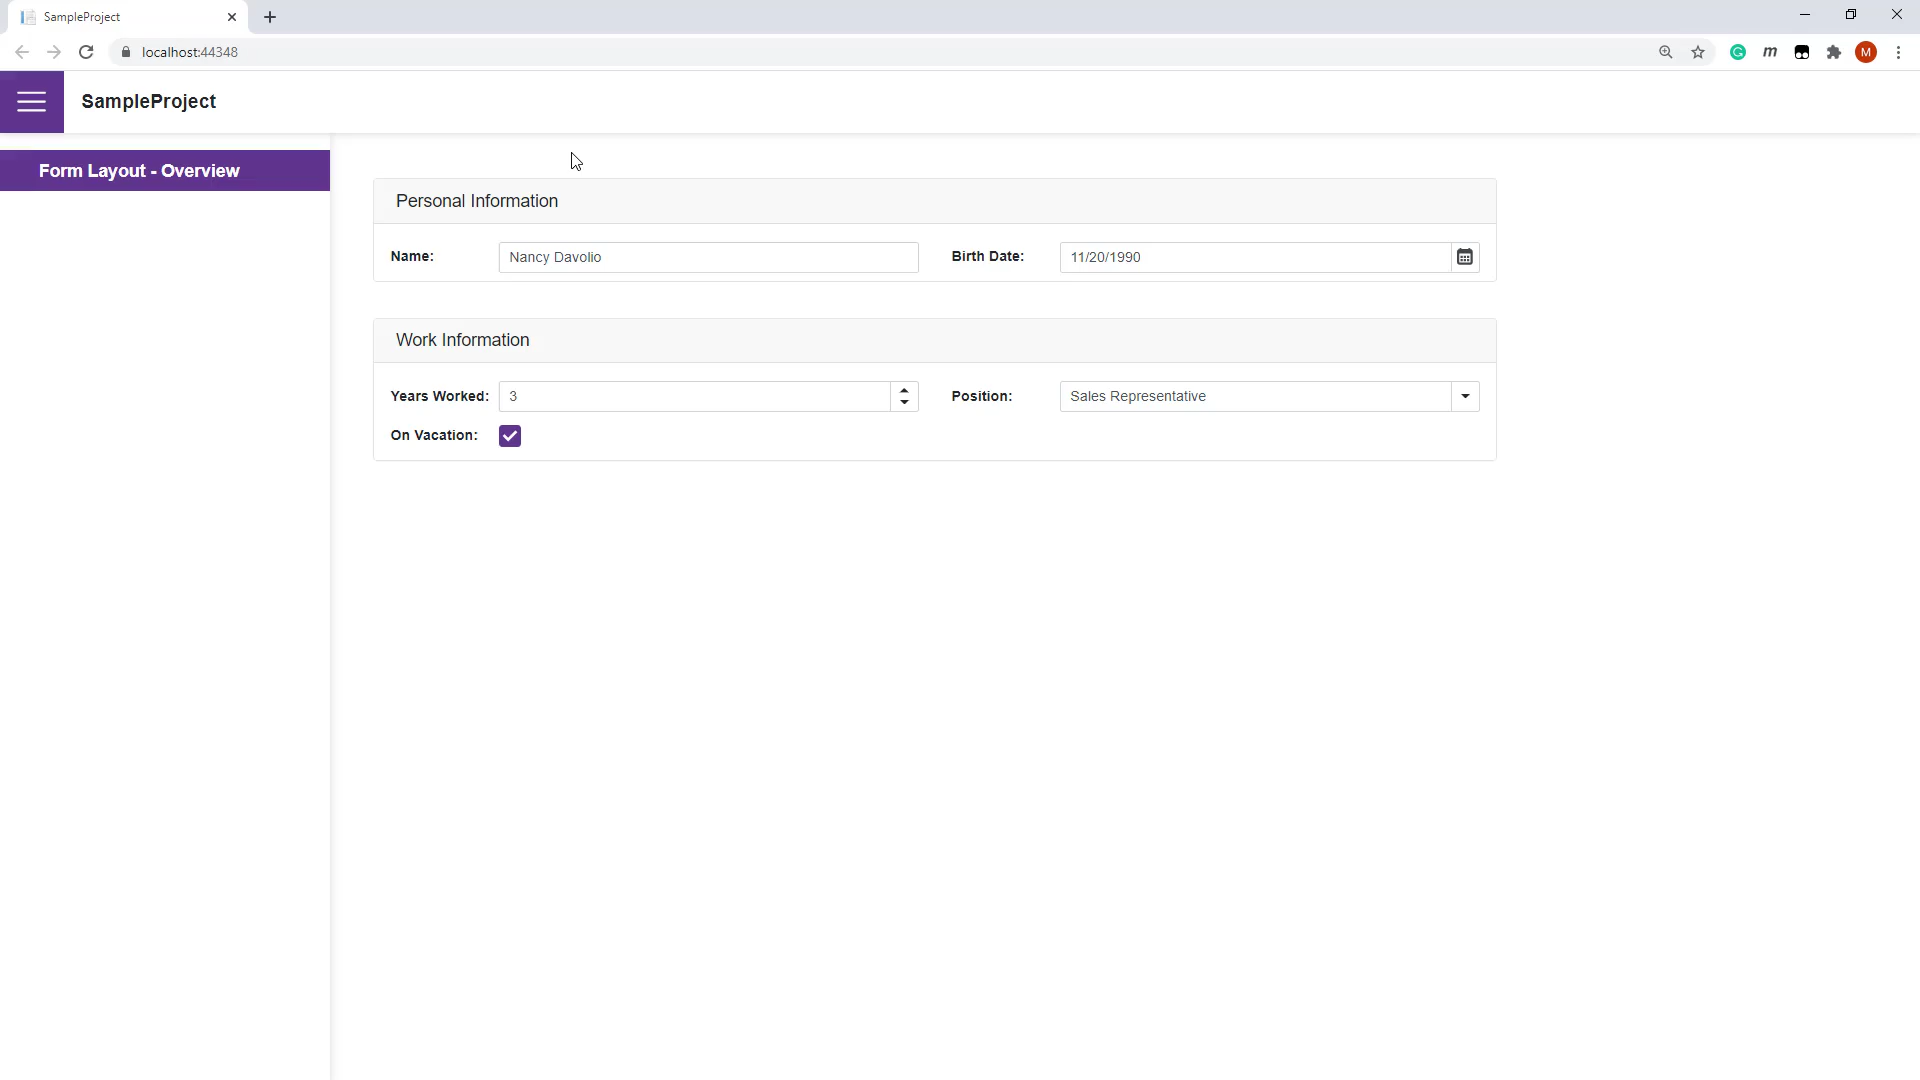 SampleProject
localhost:44348
M
SampleProject
Form Layout - Overview
Personal Information
Name: Nancy Davolio Birth Date: 11/20/1990
Work Information
Years Worked: 3 Position: Sales Representative
On Vacation: